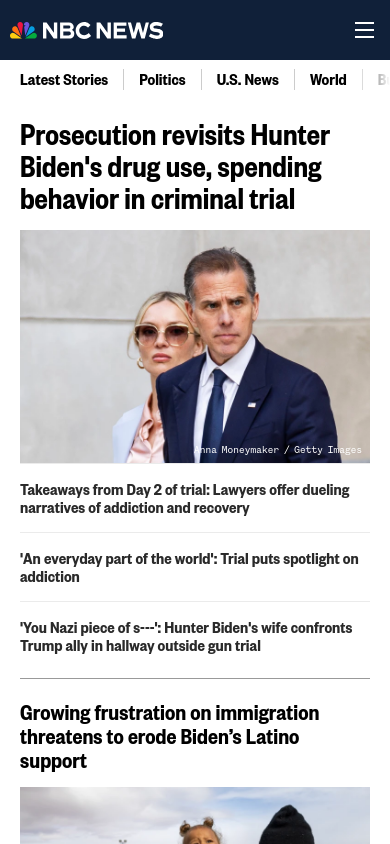 NBC NEWS
Latest Stories
Politics
U.S. News
World
Prosecution revisits Hunter
Biden's drug use, spending
behavior in criminal trial
Anna Moneymaker / Getty Images
Takeaways from Day 2 of trial: Lawyers offer dueling
narratives of addiction and recovery
'An everyday part of the world': Trial puts spotlight on
addiction
'You Nazi piece of s---': Hunter Biden's wife confronts
Trump ally in hallway outside gun trial
Growing frustration on immigration
threatens to erode Biden’s Latino
support